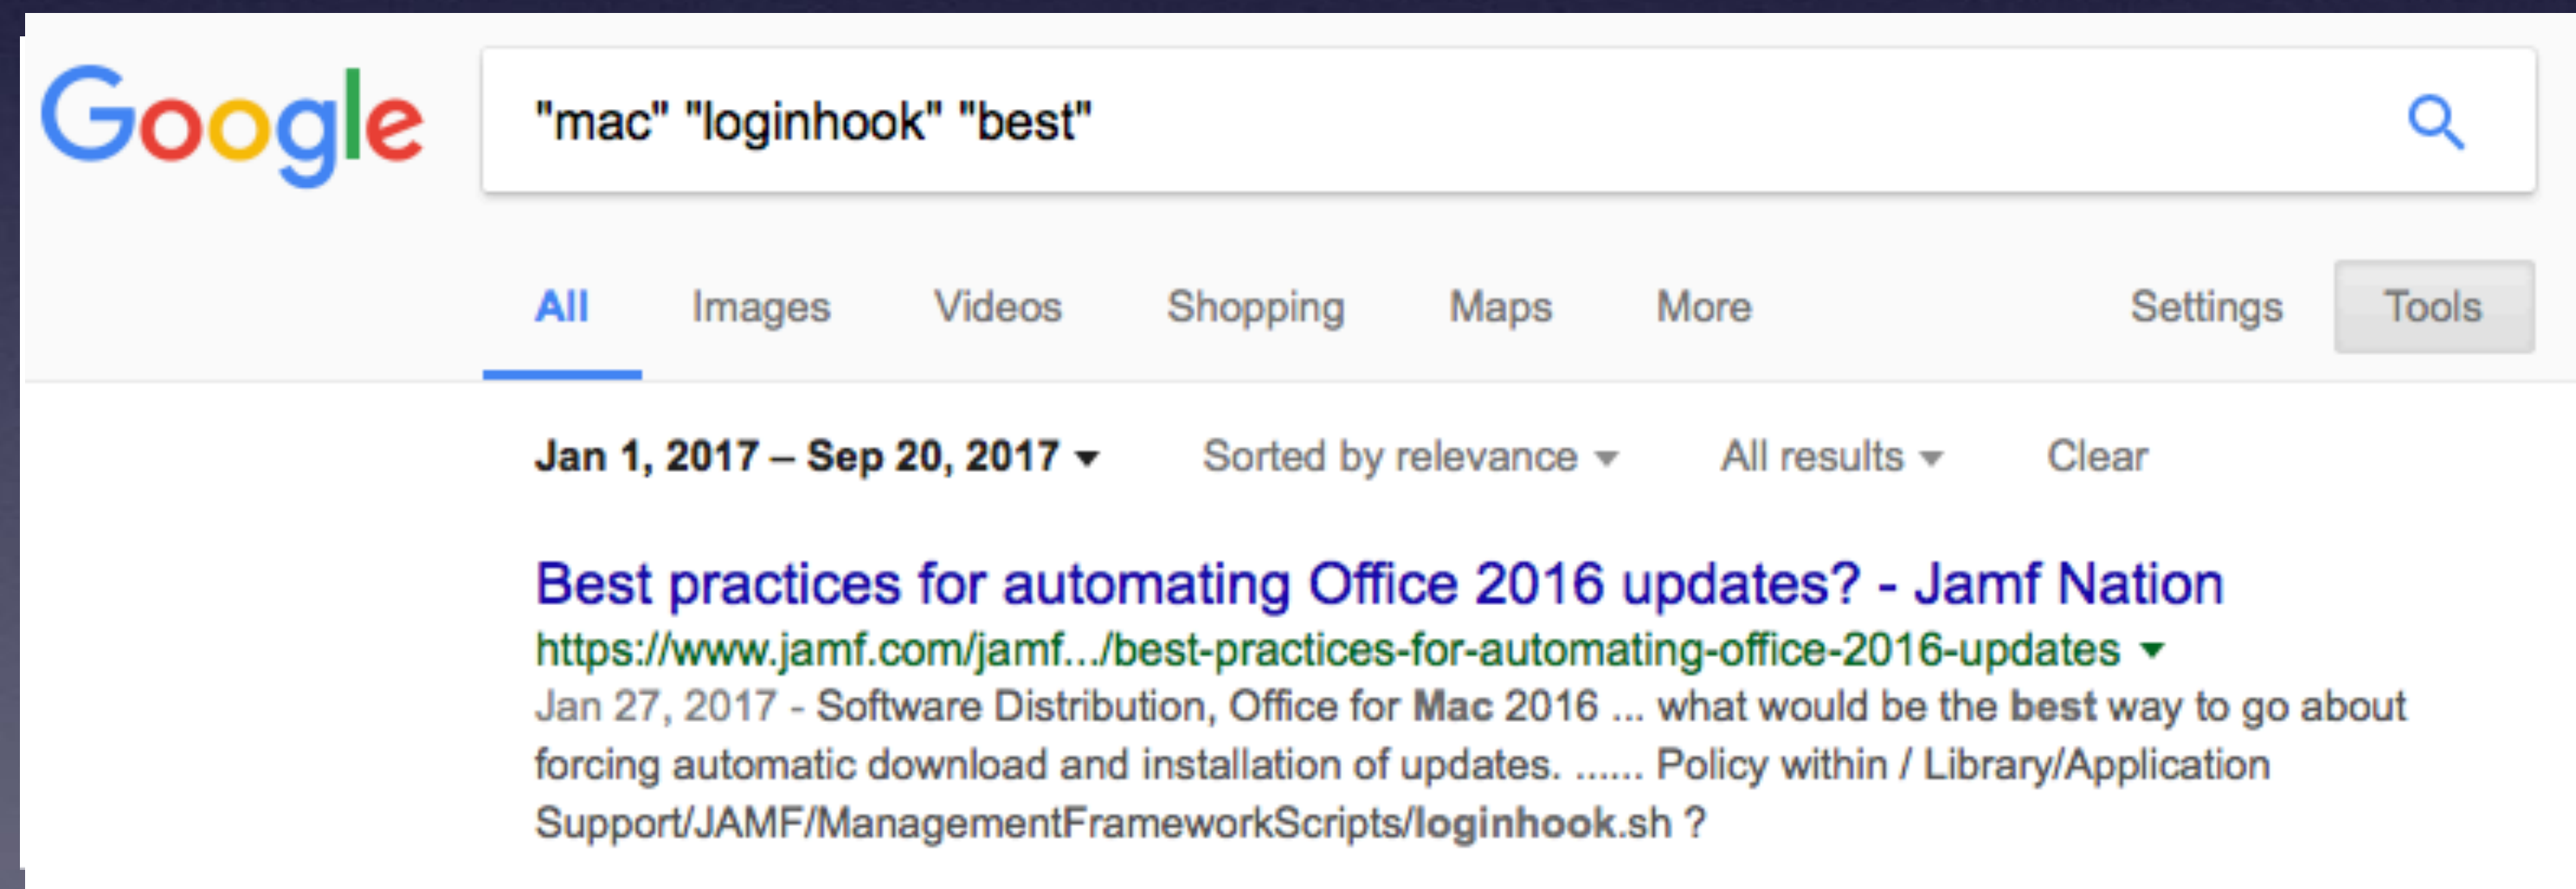 Google
"mac" "loginhook" "best"
All Images Videos Shopping Maps More Settings Tools
Jan 1, 2017 – Sep 20, 2017 Sorted by relevance All results Clear
Best practices for automating Office 2016 updates? - Jamf Nation
https://www.jamf.com/jamf.../best-practices-for-automating-office-2016-updates
Jan 27, 2017 - Software Distribution, Office for Mac 2016 ... what would be the best way to go about
forcing automatic download and installation of updates. ...... Policy within / Library/Application
Support/JAMF/ManagementFrameworkScripts/loginhook.sh ?